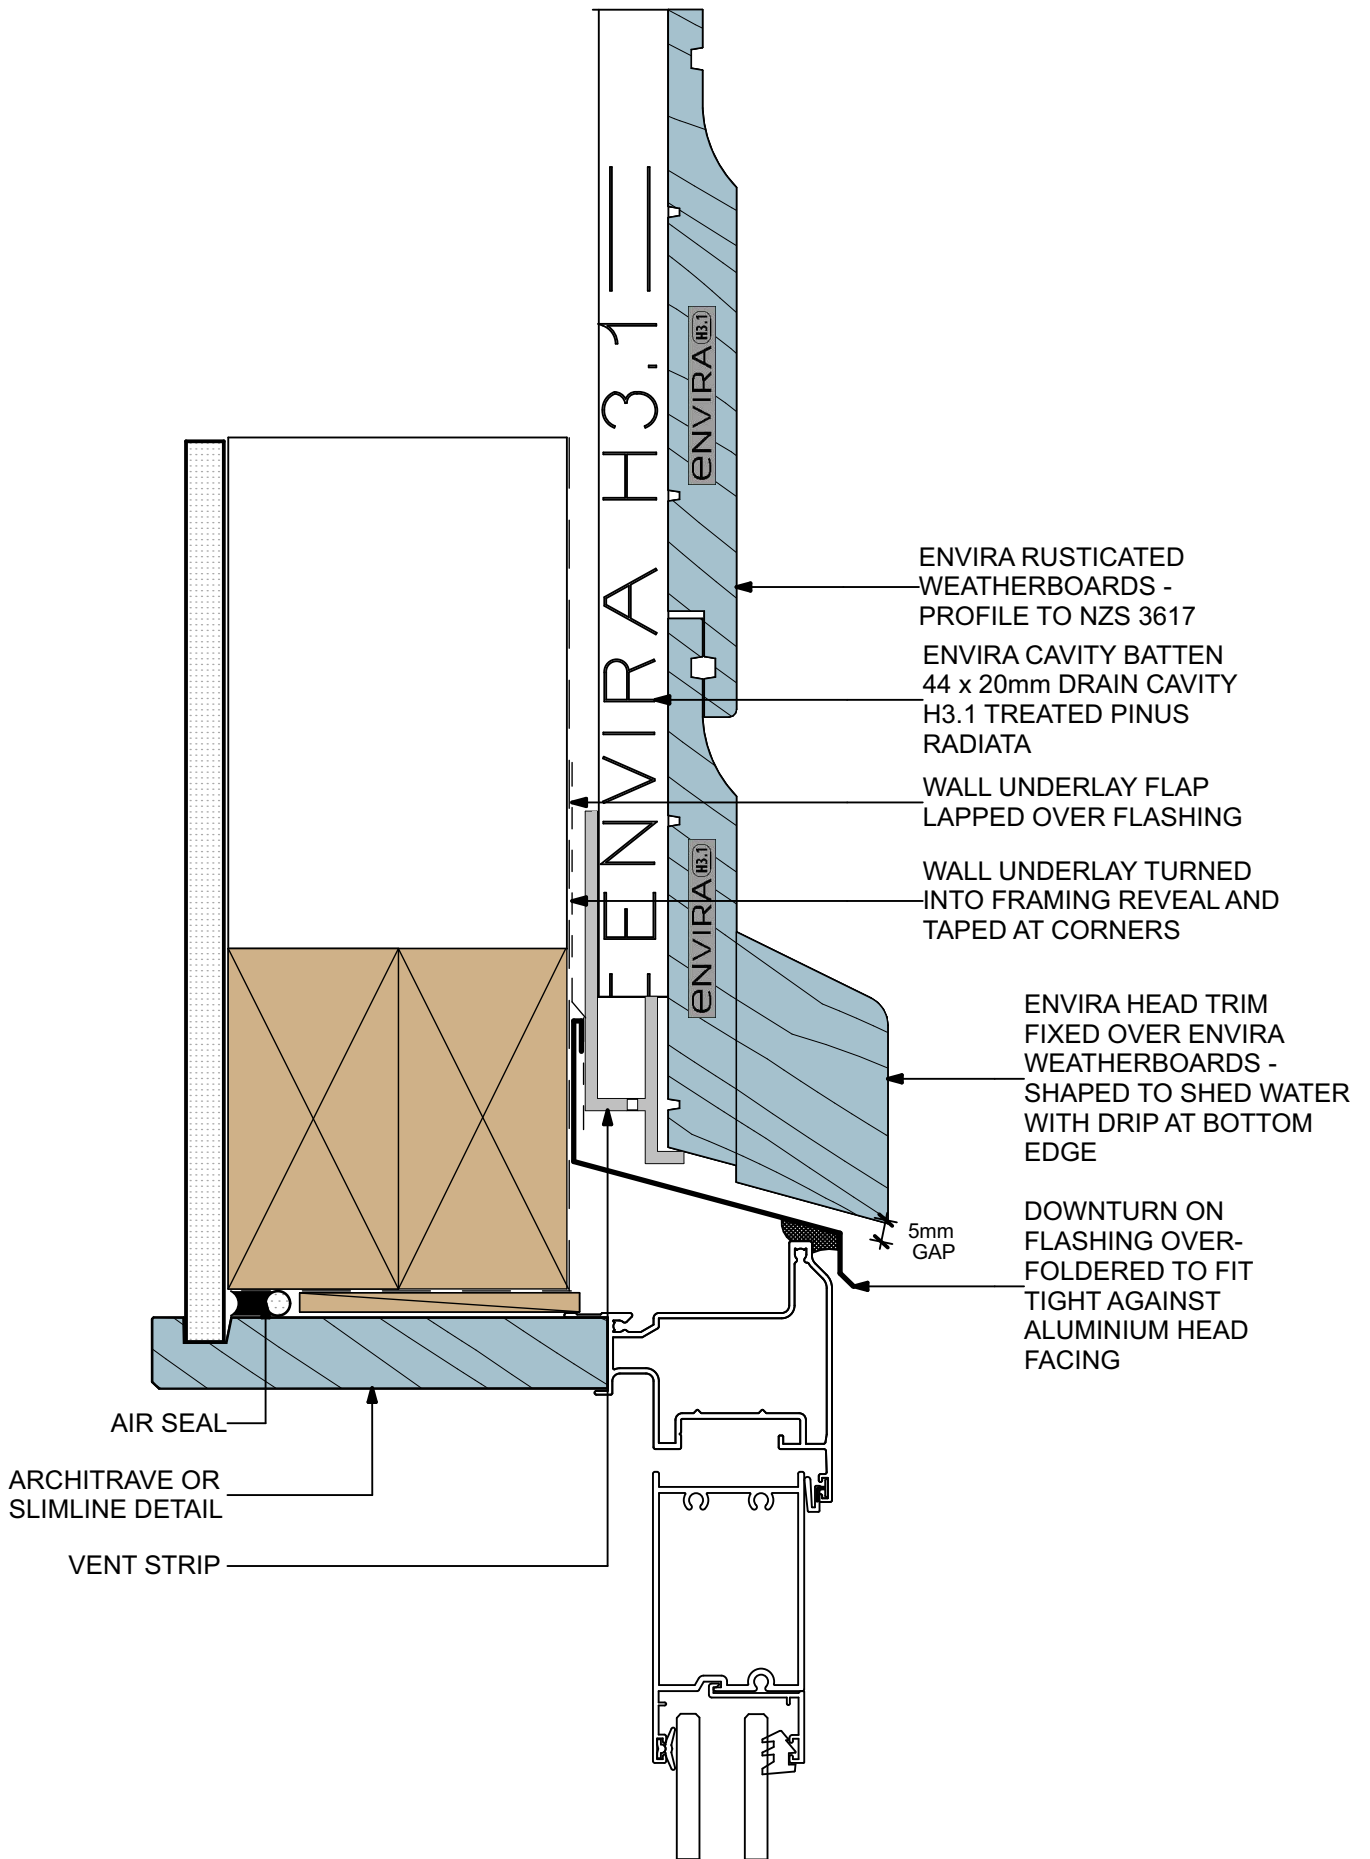 ENVIRA H3.1
eNVIRA H3.1
eNVIRA H3.1
ENVIRA RUSTICATED
WEATHERBOARDS -
PROFILE TO NZS 3617
ENVIRA CAVITY BATTEN
44 x 20mm DRAIN CAVITY
H3.1 TREATED PINUS
RADIATA
WALL UNDERLAY FLAP
LAPPED OVER FLASHING
WALL UNDERLAY TURNED
INTO FRAMING REVEAL AND
TAPED AT CORNERS
ENVIRA HEAD TRIM
FIXED OVER ENVIRA
WEATHERBOARDS -
SHAPED TO SHED WATER
WITH DRIP AT BOTTOM
EDGE
5mm
GAP
DOWNTURN ON
FLASHING OVER-
FOLDERED TO FIT
TIGHT AGAINST
ALUMINIUM HEAD
FACING
AIR SEAL
ARCHITRAVE OR
SLIMLINE DETAIL
VENT STRIP